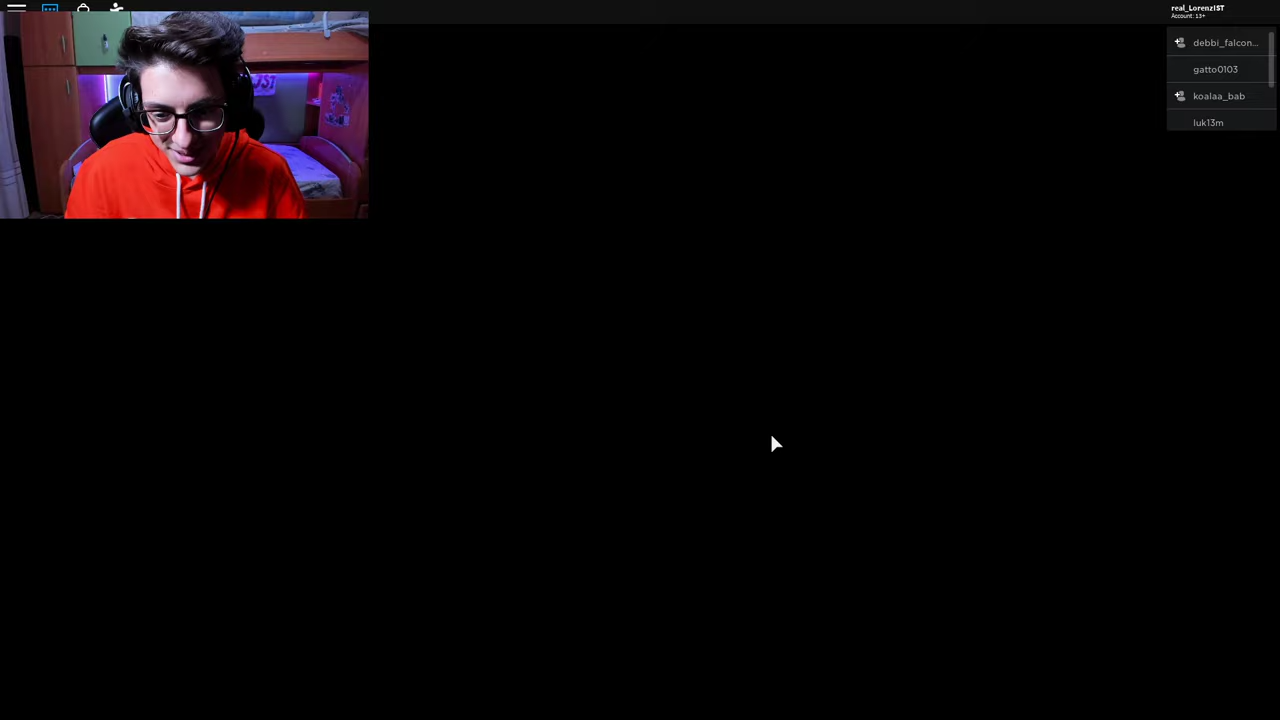 real_LorenzIST
Account: 13+
debbi_falcon...
gatto0103
koalaa_bab
luk13m